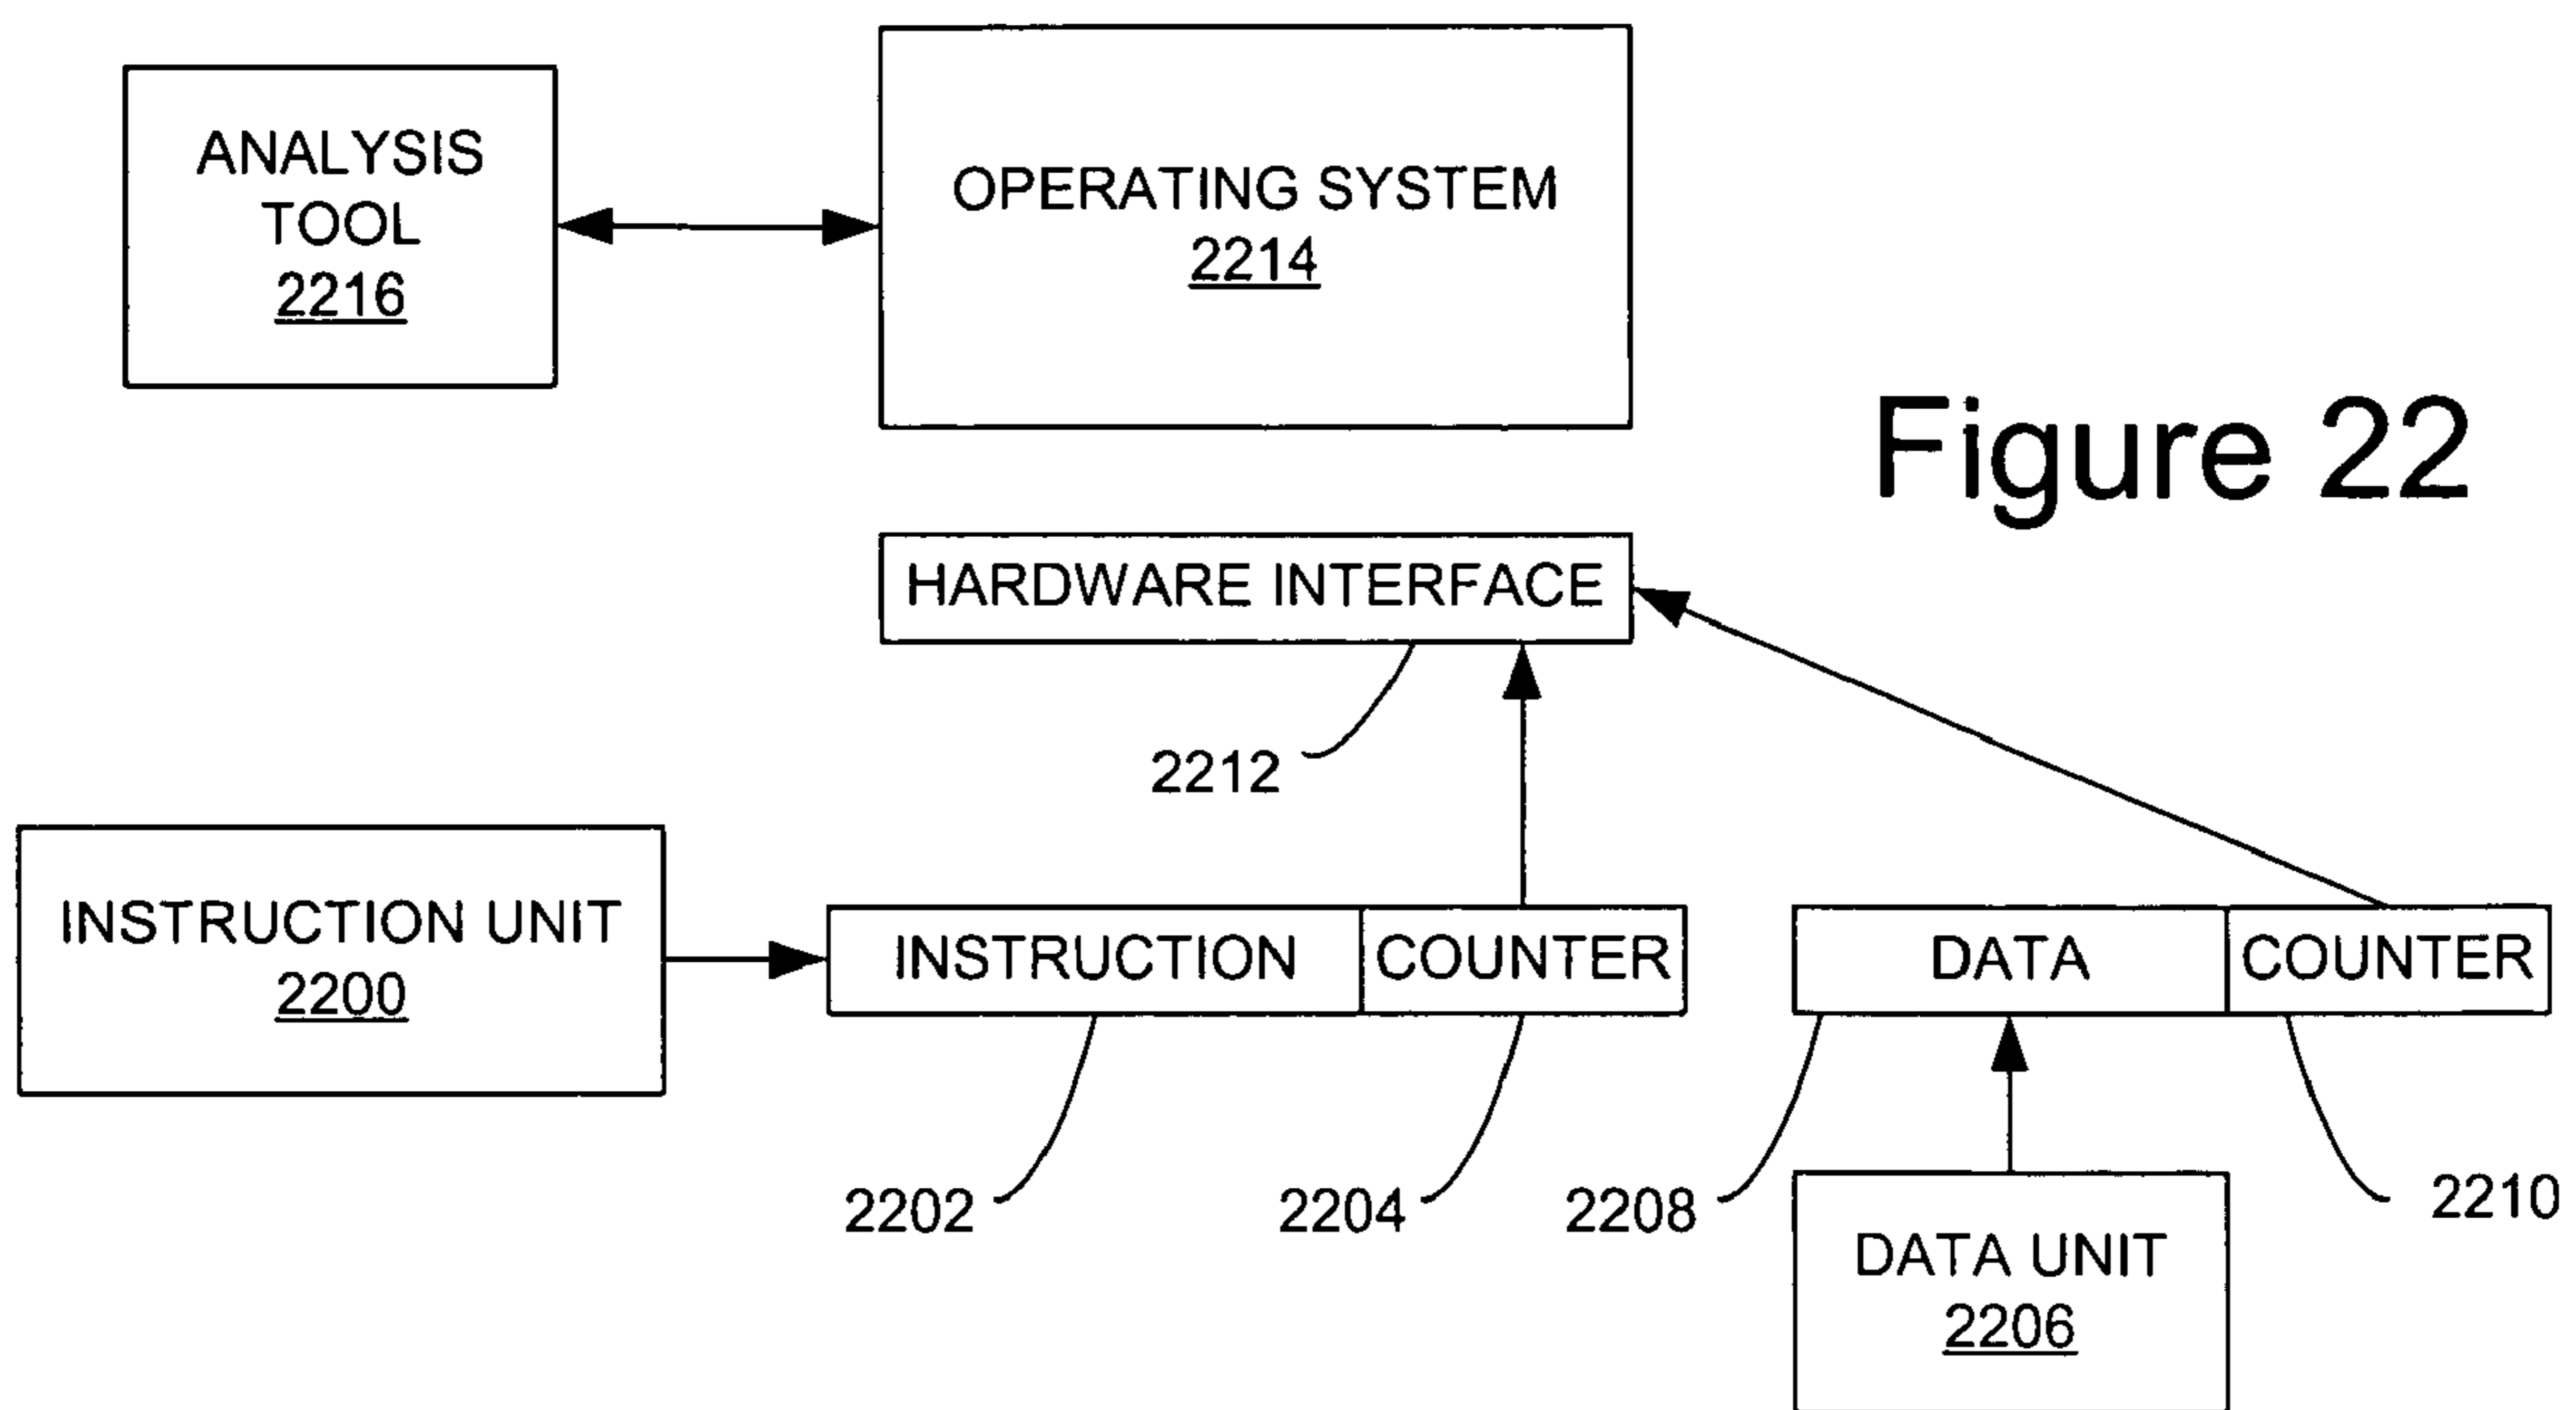 ANALYSIS
TOOL
2216
OPERATING SYSTEM
2214
Figure 22
HARDWARE INTERFACE
2212
INSTRUCTION UNIT
2200
INSTRUCTION
COUNTER
DATA
COUNTER
2202
2204
2208
2210
DATA UNIT
2206